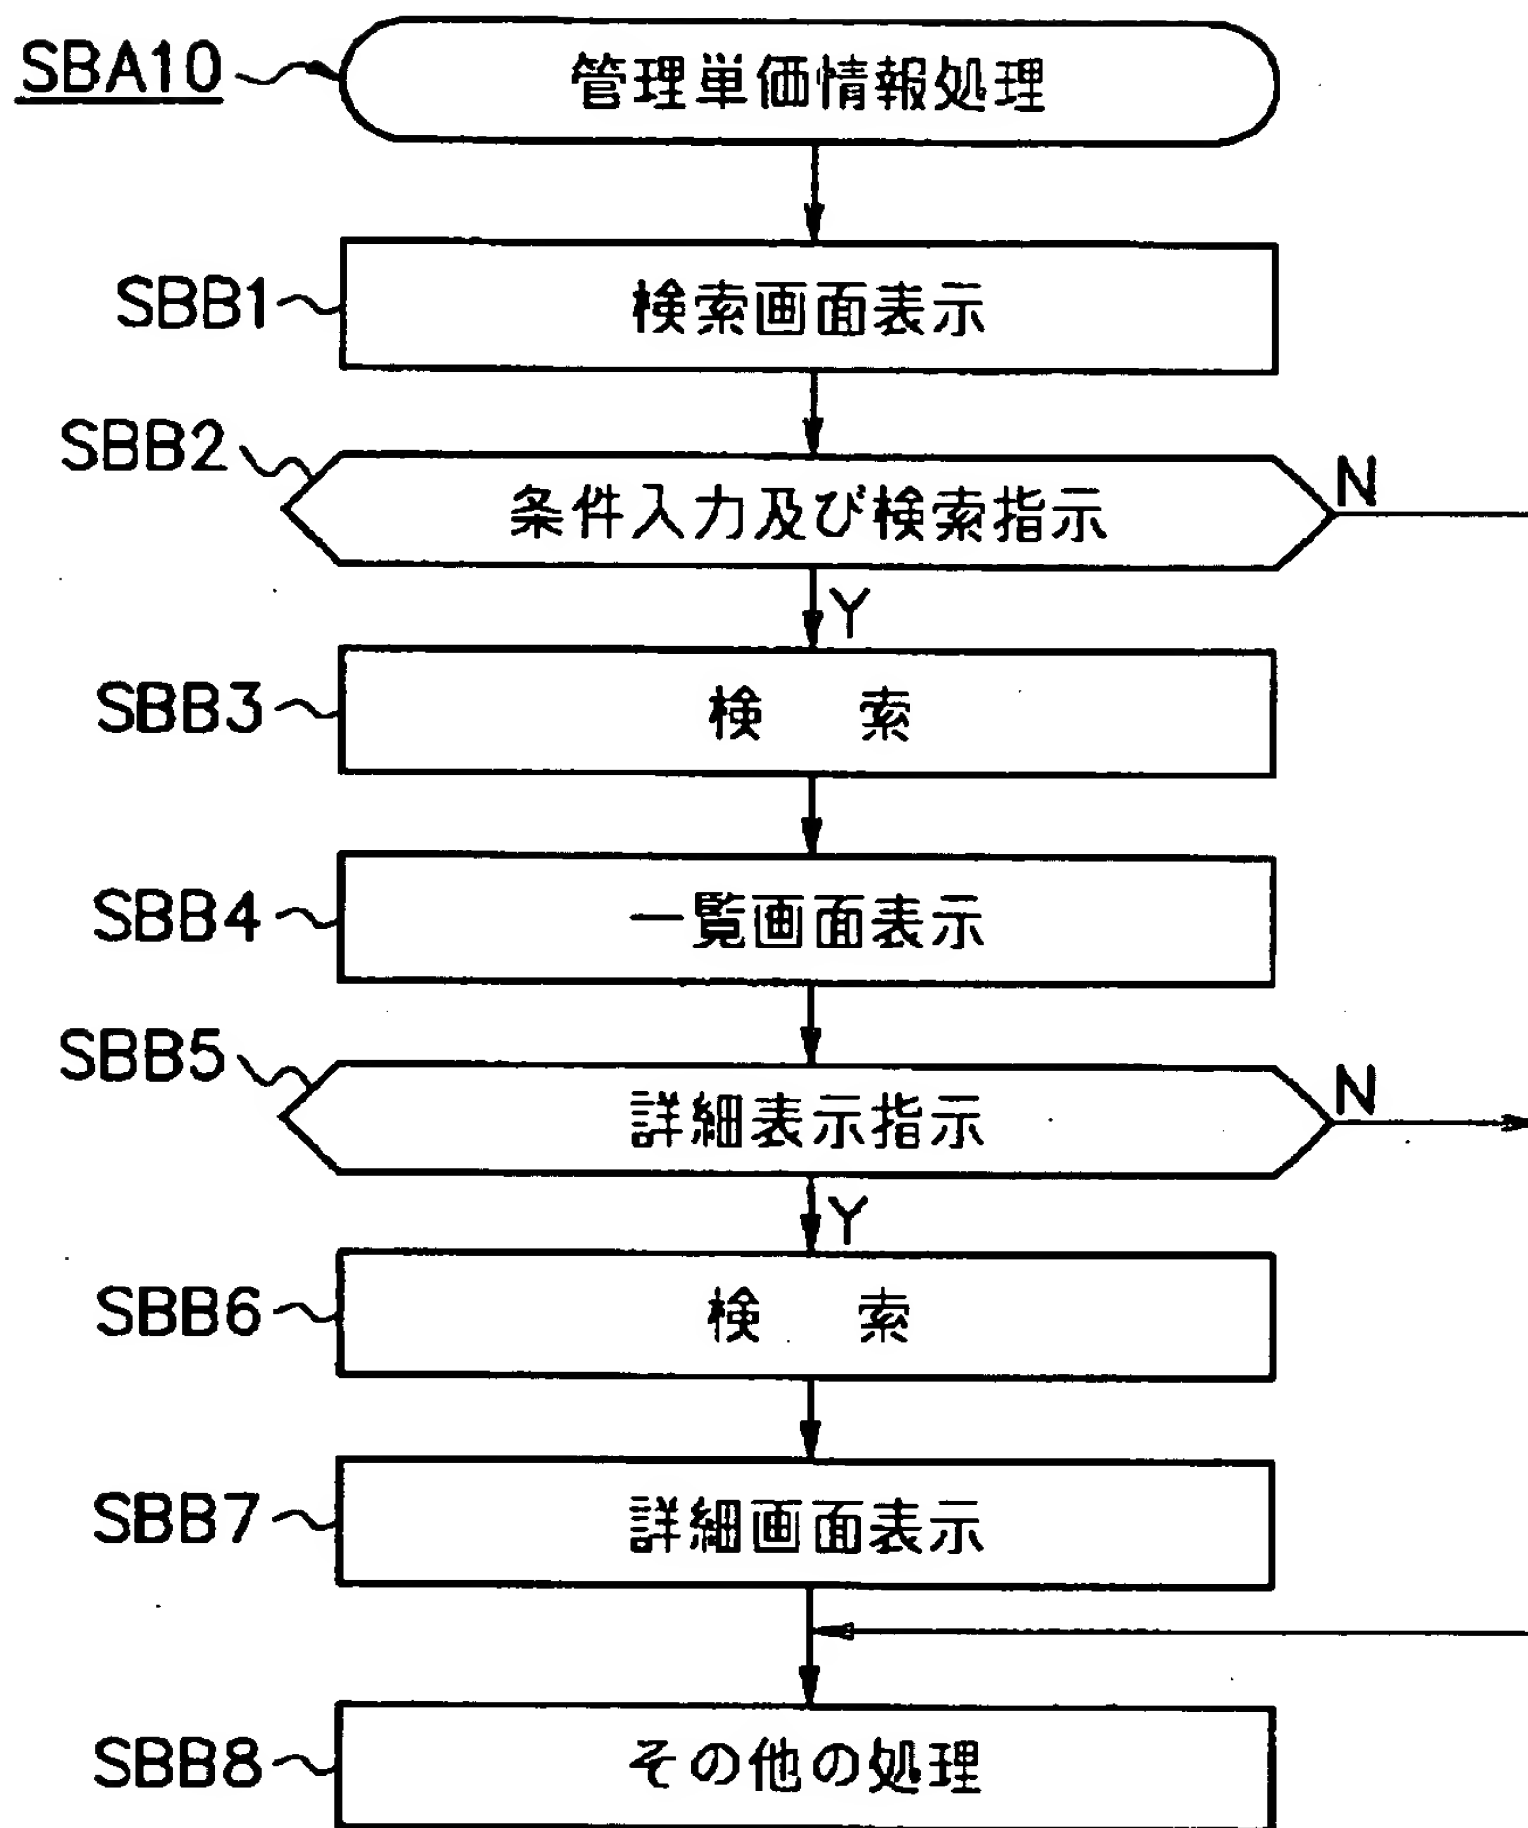 SBA10
管理単価情報処理
SBB1
検索画面表示
SBB2
条件入力及び検索指示
N
Y
SBB3
検 索
SBB4
一覧画面表示
SBB5
詳細表示指示
N
Y
SBB6
検 索
SBB7
詳細画面表示
SBB8
その他の処理